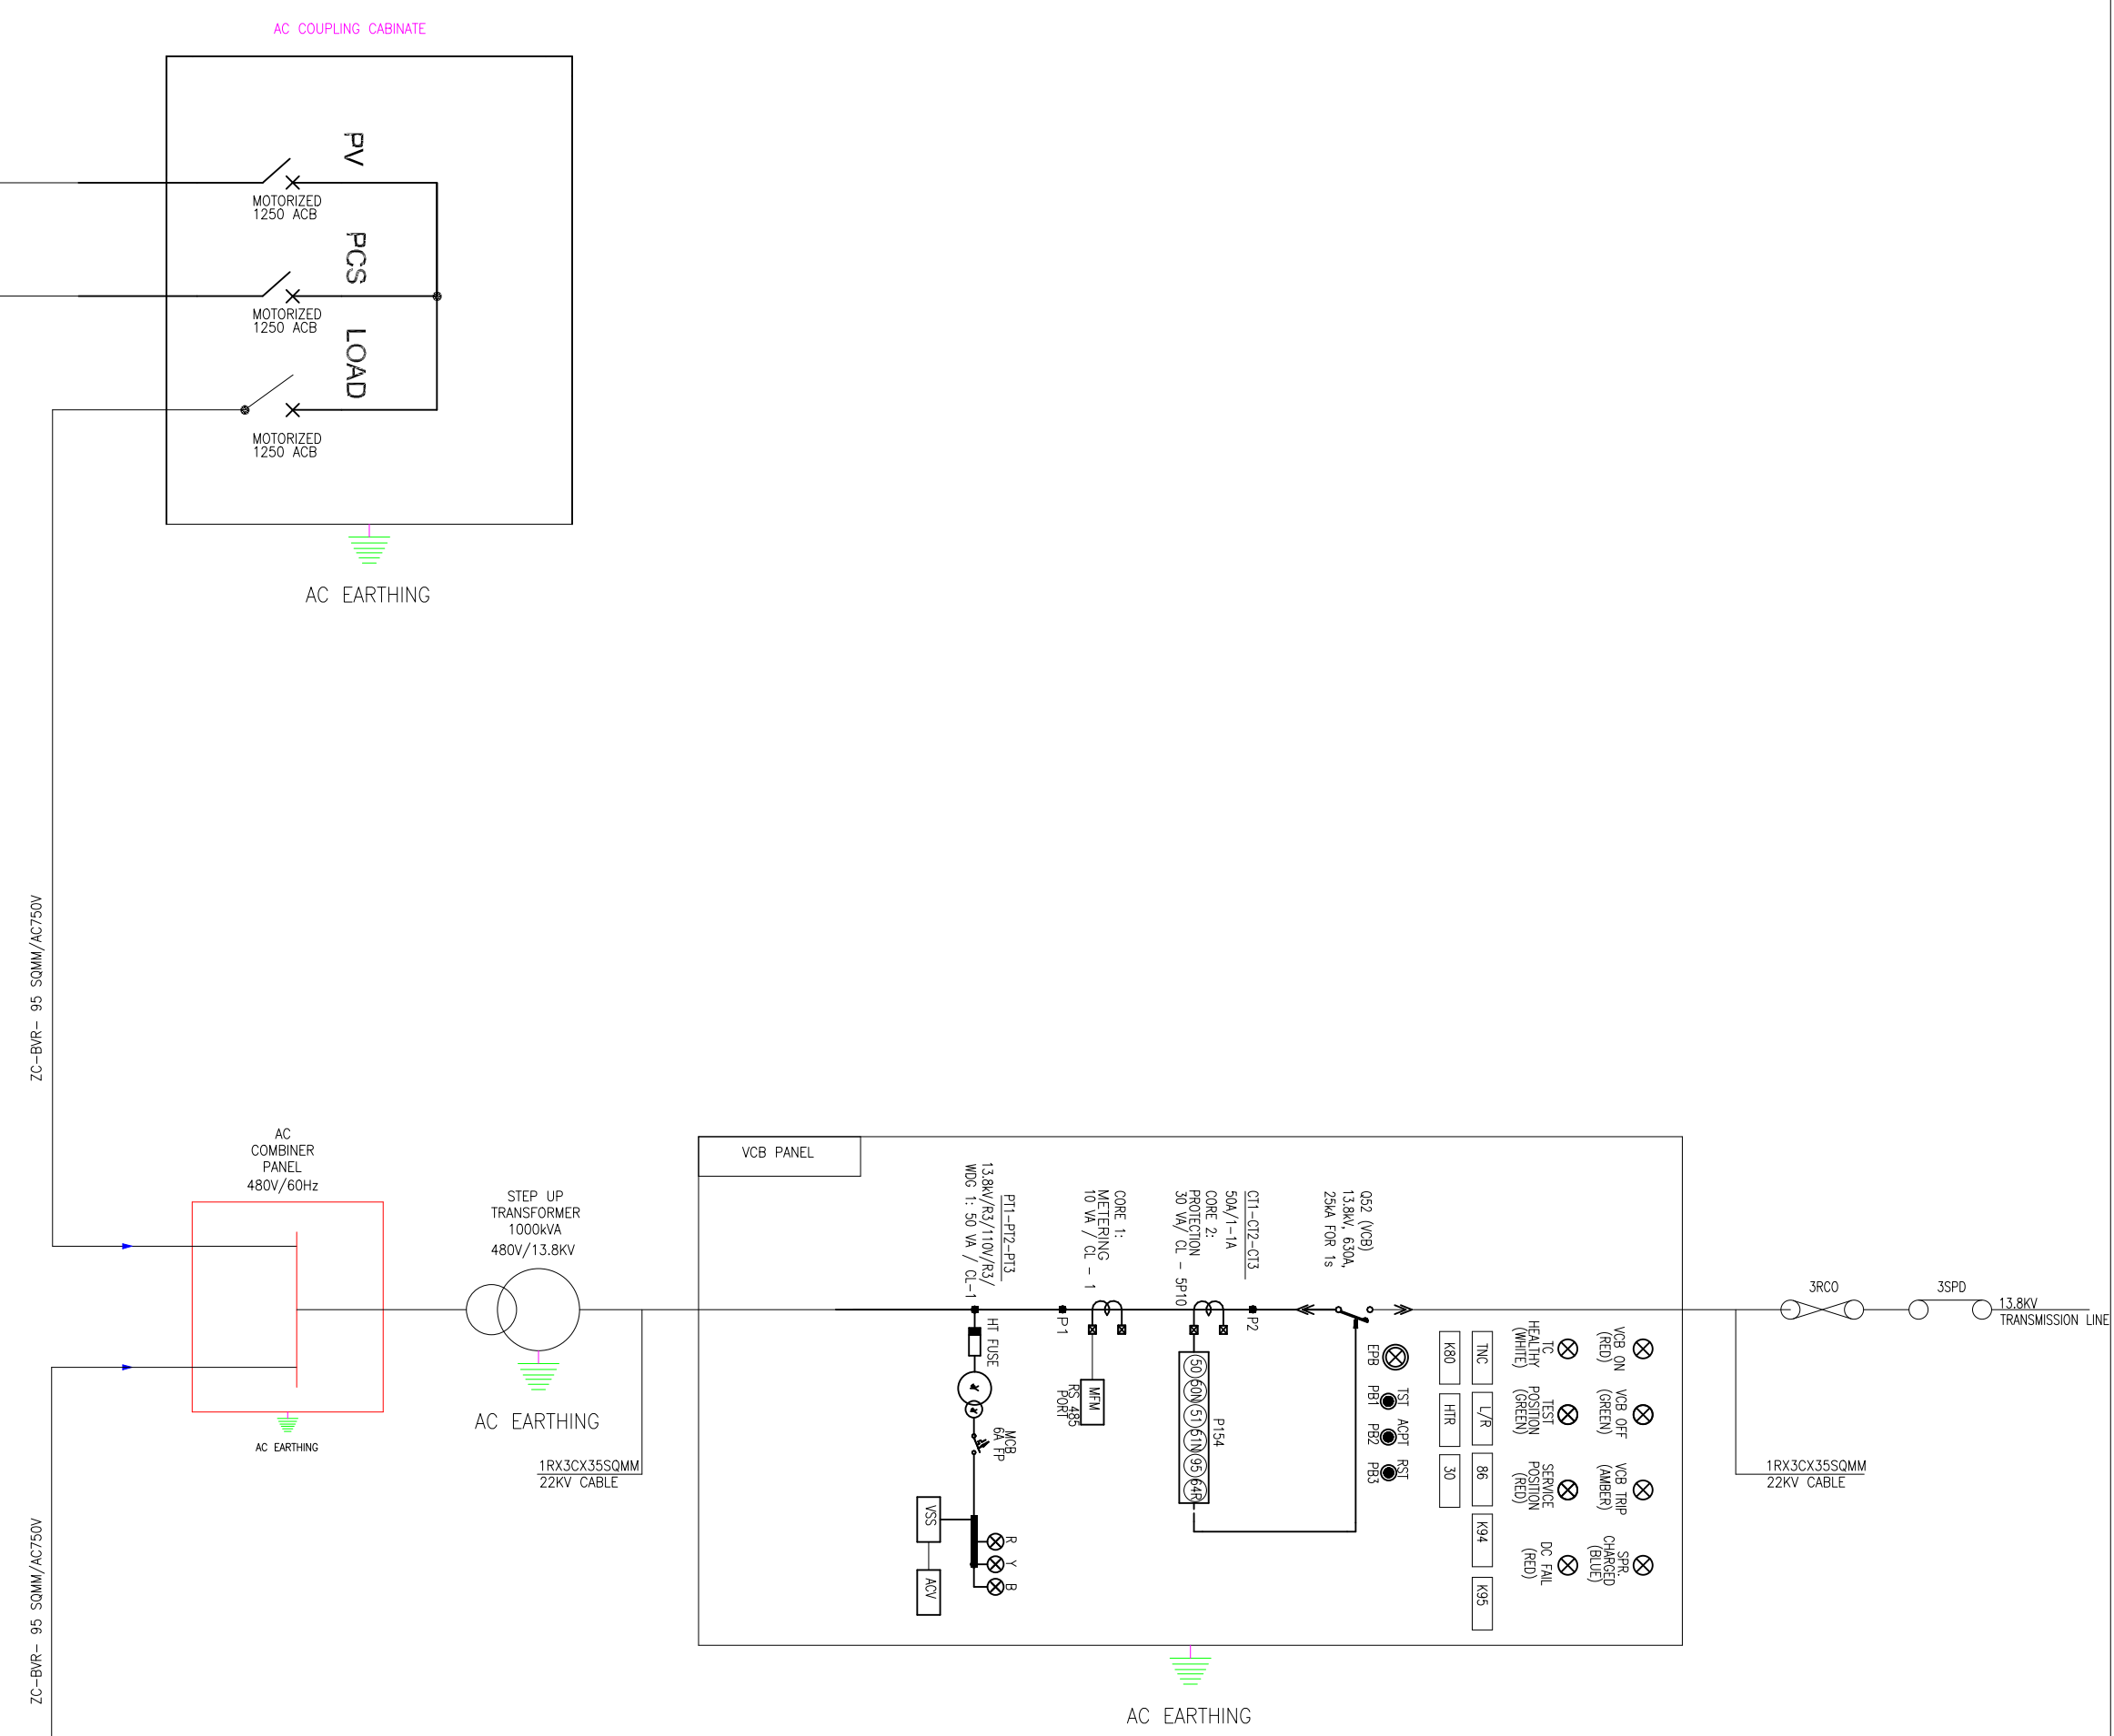 AC COUPLING CABINATE
PV
MOTORIZED
1250 ACB
PCS
MOTORIZED
1250 ACB
LOAD
MOTORIZED
1250 ACB
AC EARTHING
ZC-BVR- 95 SQMM/AC750V
AC
COMBINER
PANEL
480V/60Hz
AC EARTHING
ZC-BVR- 95 SQMM/AC750V
STEP UP
TRANSFORMER
1000kVA
480V/13.8KV
AC EARTHING
1RX3CX35SQMM
22KV CABLE
VCB PANEL
PT1-PT2-PT3
13.8kV/R3/110V/R3/
WDG 1: 50 VA / CL-1
HT FUSE
MCB
6A FP
VSS
ACV
R
Y
B
P1
CORE 1:
METERING
10 VA / CL - 1
MFM
RS 485
PORT
CT1-CT2-CT3
50A/1-1A
CORE 2:
PROTECTION
30 VA/ CL - 5P10
P2
P154
50
50N
51
51N
95
64R
Q52 (VCB)
13.8kV, 630A,
25kA FOR 1s
EPB
TST
PB1
ACPT
PB2
RST
PB3
K80
HTR
30
TNC
L/R
86
K94
K95
TC
HEALTHY
(WHITE)
TEST
POSITION
(GREEN)
SERVICE
POSITION
(RED)
DC FAIL
(RED)
VCB ON
(RED)
VCB OFF
(GREEN)
VCB TRIP
(AMBER)
SPR.
CHARGED
(BLUE)
AC EARTHING
1RX3CX35SQMM
22KV CABLE
3RCO
3SPD
13.8KV
TRANSMISSION LINE